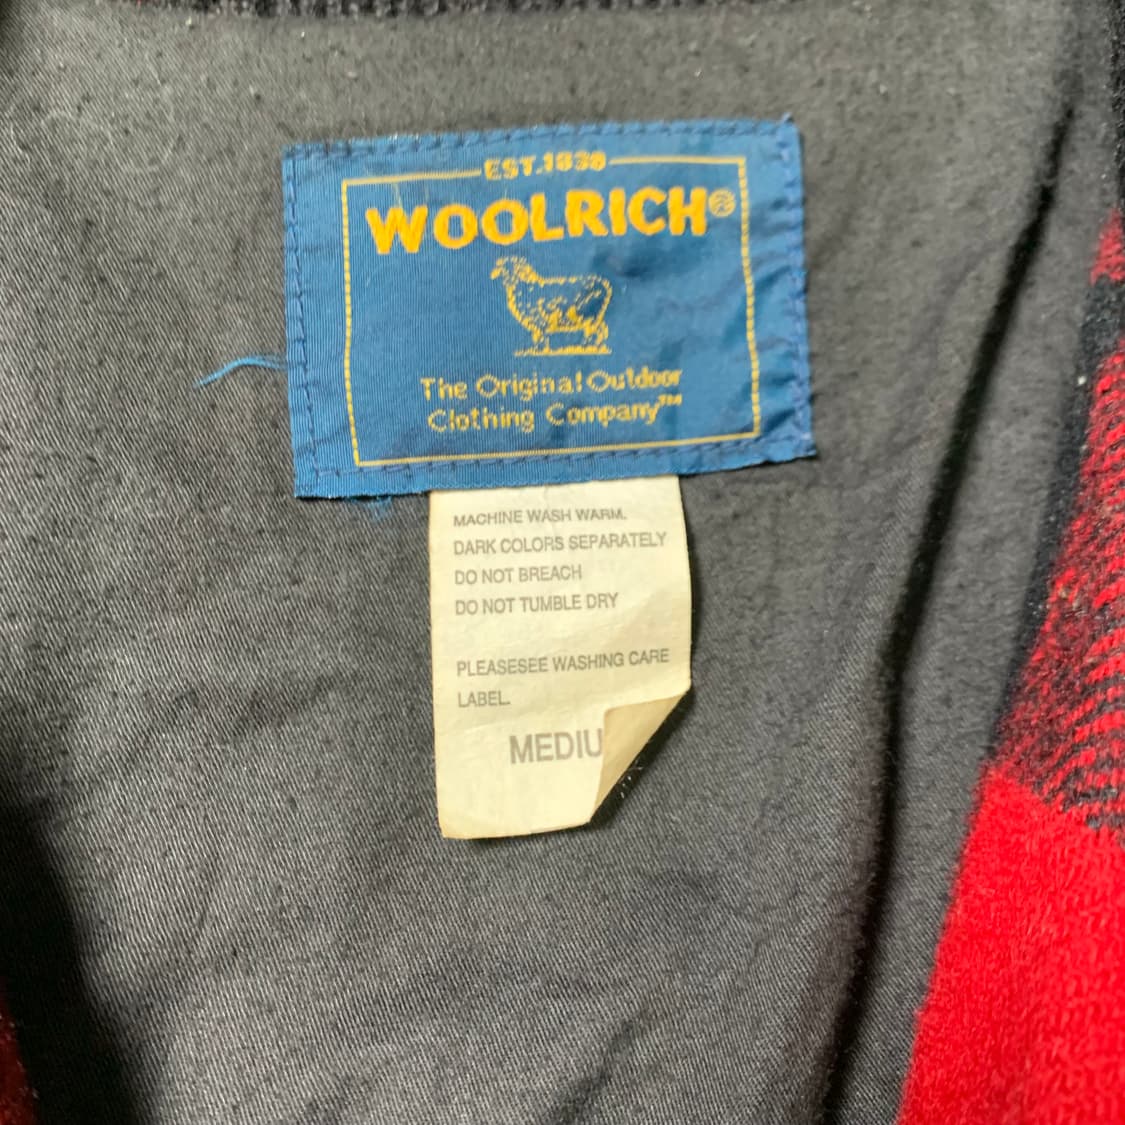 EST.1838
WOOLRICH®
The Original Outdoor
Clothing Company™
MACHINE WASH WARM.
DARK COLORS SEPARATELY
DO NOT BREACH
DO NOT TUMBLE DRY
PLEASESEE WASHING CARE
LABEL.
MEDIU